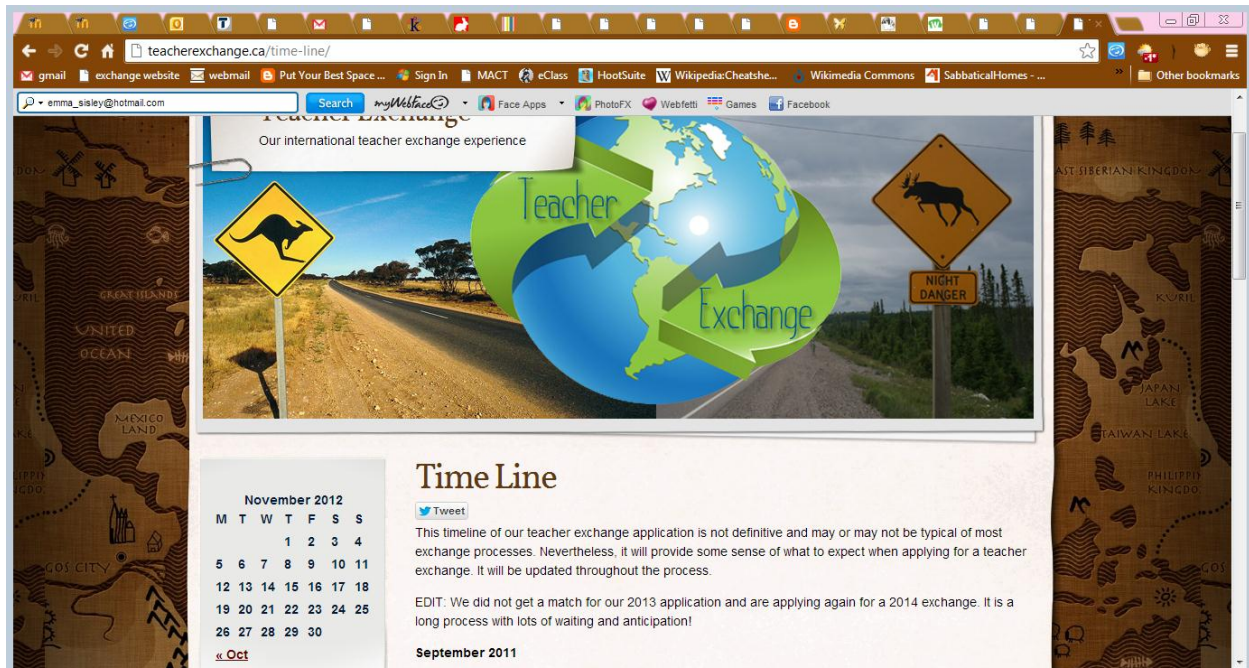 teacherexchange.ca/time-line/
gmail exchange website webmail Put Your Best Space ... Sign In MACT eClass HootSuite Wikipedia:Cheatshe... Wikimedia Commons SabbaticalHomes - ... » Other bookmarks
emma_sisley@hotmail.com Search myWebface Face Apps PhotoFX Webfetti Games Facebook
Teacher Exchange
Our international teacher exchange experience
Teacher
Exchange
NIGHT
DANGER
AST SIBERIAN KINGDOM
GREAT ISLANDS
KURIL
UNITED
OCEAN
MEXICO
LAND
JAPAN
LAKE
TAIWAN LAKE
GOS CITY
Time Line
Tweet
This timeline of our teacher exchange application is not definitive and may or may not be typical of most
exchange processes. Nevertheless, it will provide some sense of what to expect when applying for a teacher
exchange. It will be updated throughout the process.
EDIT: We did not get a match for our 2013 application and are applying again for a 2014 exchange. It is a
long process with lots of waiting and anticipation!
September 2011
November 2012
M T W T F S S
1 2 3 4
5 6 7 8 9 10 11
12 13 14 15 16 17 18
19 20 21 22 23 24 25
26 27 28 29 30
« Oct